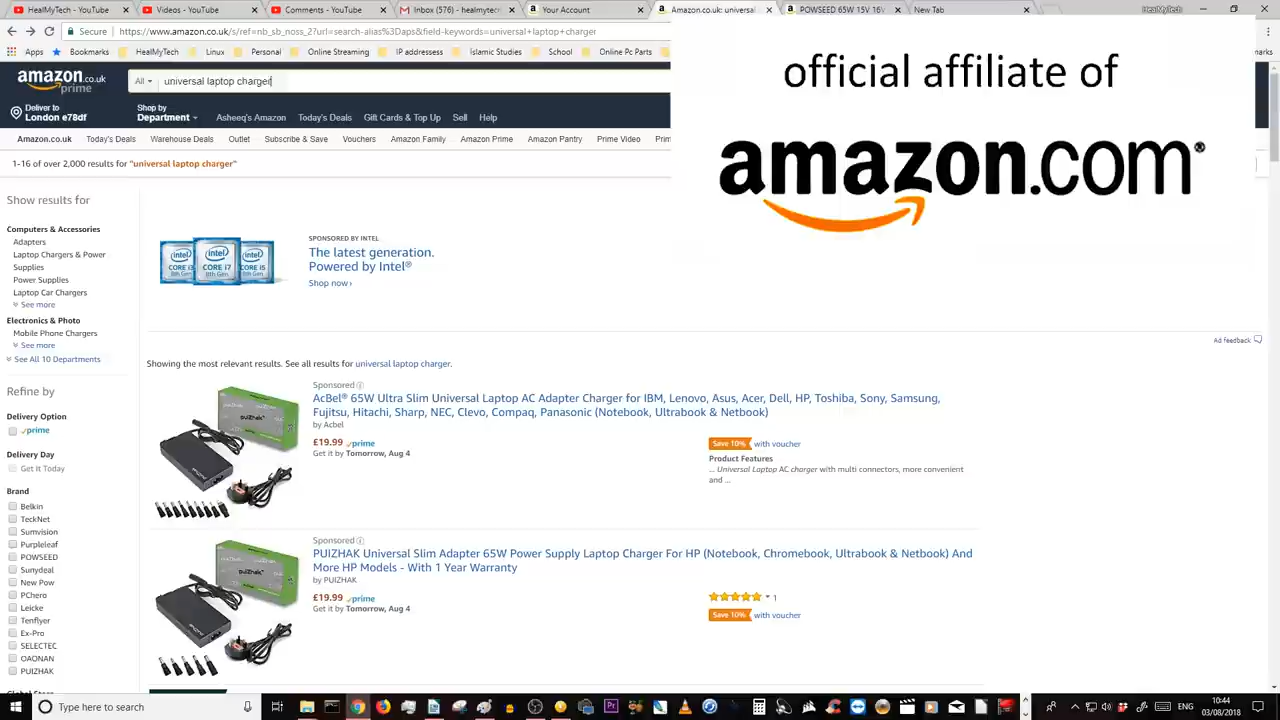 YouTube - YouTube
Videos - YouTube
Inbox (576) - healmytech
Your Account
Amazon.co.uk: universal
POWSEED 65W 15V 16V
New Tab
HealMyTech
Secure
https://www.amazon.co.uk/s/ref=nb_sb_noss_2?url=search-alias%3Daps&field-keywords=universal+laptop+charger
Apps
Bookmarks
HealMyTech
Linux
Islamic Studies
School
Online Pc Parts
official affiliate of
amazon.com®
amazon.co.uk
prime
All
universal laptop charger
Deliver to
London e78df
Shop by
Department
Asheeq's Amazon
Today's Deals
Gift Cards & Top Up
Sell
Help
Amazon.co.uk
Today's Deals
Warehouse Deals
Outlet
Subscribe & Save
Vouchers
Amazon Family
Amazon Prime
Amazon Pantry
Prime Video
1-16 of over 2,000 results for "universal laptop charger"
Show results for
Computers & Accessories
Adapters
Laptop Chargers & Power
Supplies
Power Supplies
Laptop Car Chargers
See more
Electronics & Photo
Mobile Phone Chargers
See more
See All 10 Departments
Refine by
Delivery Option
prime
Delivery Day
Get It Today
Brand
Belkin
TeckNet
Sumvision
Purpleleaf
POWSEED
Sunydeal
New Pow
PChero
Leicke
Tenflyer
Ex-Pro
SELECTEC
OAONAN
PUIZHAK
Global Store
SPONSORED BY INTEL
The latest generation.
Powered by Intel®
Shop now ›
Ad feedback
Showing the most relevant results. See all results for universal laptop charger.
Sponsored
AcBel® 65W Ultra Slim Universal Laptop AC Adapter Charger for IBM, Lenovo, Asus, Acer, Dell, HP, Toshiba, Sony, Samsung,
Fujitsu, Hitachi, Sharp, NEC, Clevo, Compaq, Panasonic (Notebook, Ultrabook & Netbook)
by Acbel
£19.99 prime
Get it by Tomorrow, Aug 4
Save 10% with voucher
Product Features
... Universal Laptop AC charger with multi connectors, more convenient
and ...
Sponsored
PUIZHAK Universal Slim Adapter 65W Power Supply Laptop Charger For HP (Notebook, Chromebook, Ultrabook & Netbook) And
More HP Models - With 1 Year Warranty
by PUIZHAK
£19.99 prime
Get it by Tomorrow, Aug 4
1
Save 10% with voucher
Type here to search
ENG
10:44
03/08/2018